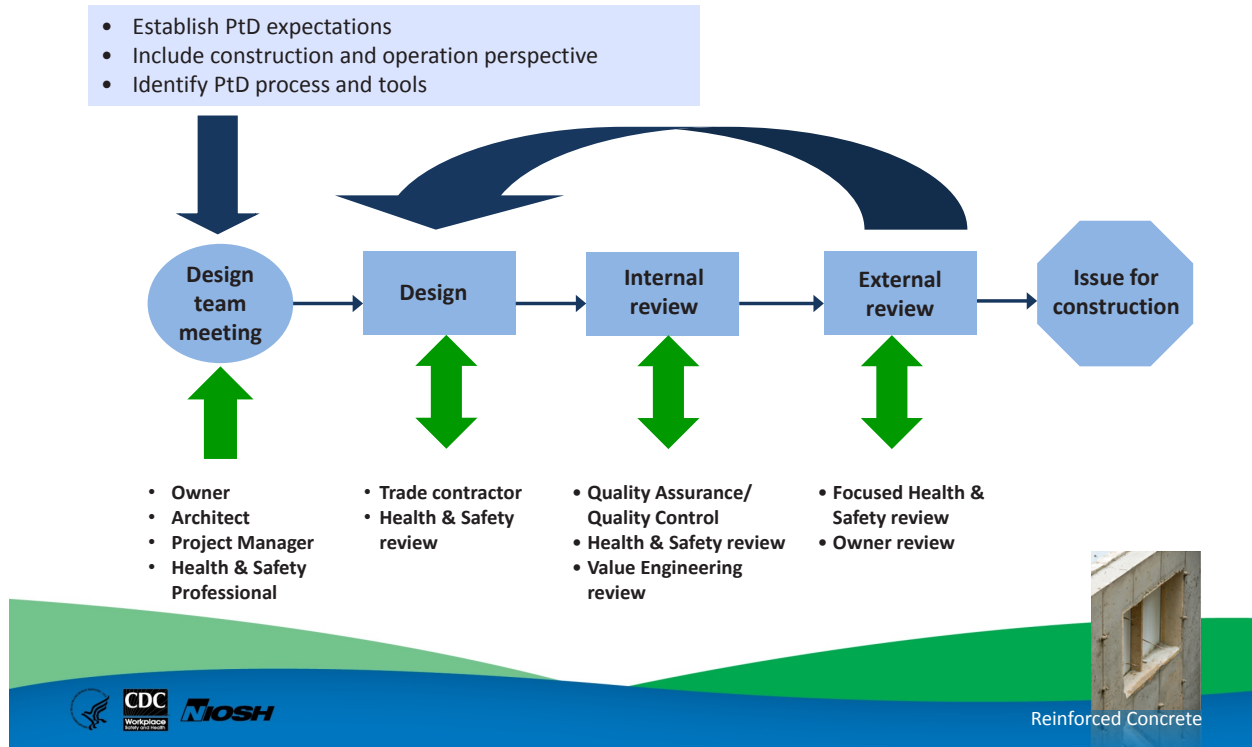 • Establish PtD expectations
• Include construction and operation perspective
• Identify PtD process and tools
Design
team
meeting
Design
Internal
review
External
review
Issue for
construction
• Owner
• Architect
• Project Manager
• Health & Safety
Professional
• Trade contractor
• Health & Safety
review
• Quality Assurance/
Quality Control
• Health & Safety review
• Value Engineering
review
• Focused Health &
Safety review
• Owner review
CDC
Workplace
Safety and Health
NIOSH
Reinforced Concrete